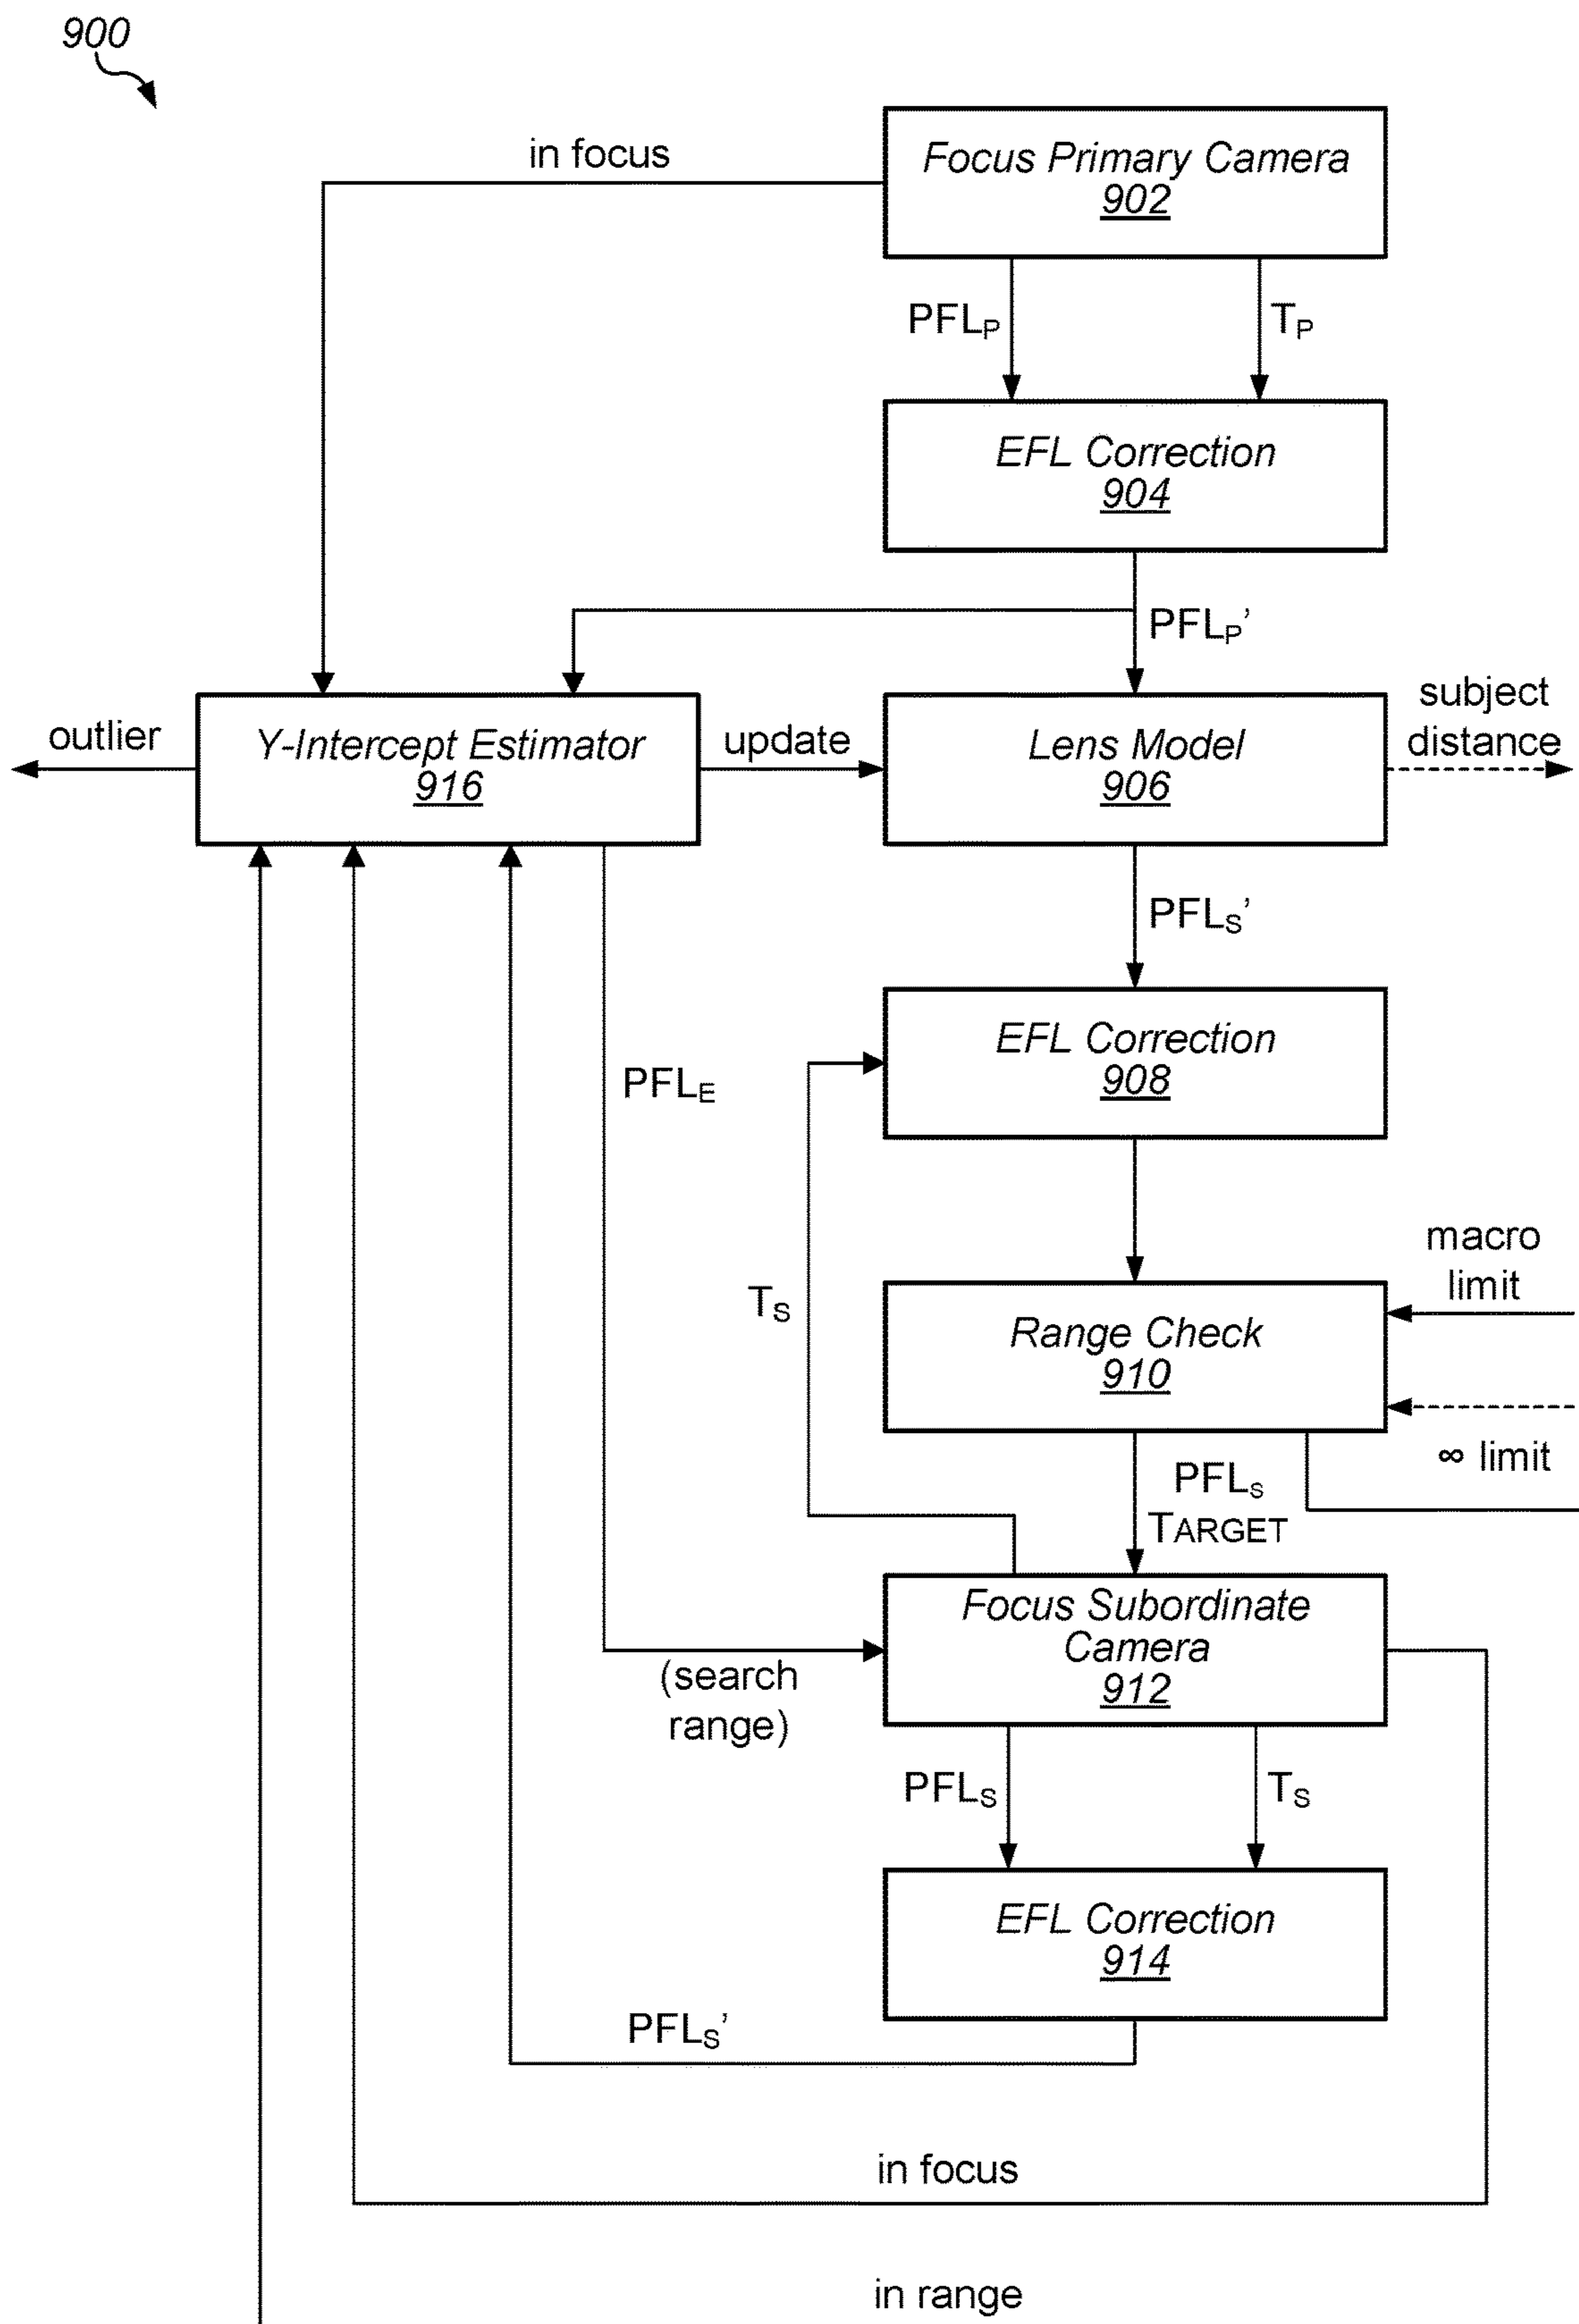 900
in focus
Focus Primary Camera
902
PFLP
TP
EFL Correction
904
PFLP’
outlier
Y-Intercept Estimator
916
update
Lens Model
906
subject
distance
PFLS’
EFL Correction
908
PFLE
TS
macro
limit
Range Check
910
∞ limit
PFLS
TARGET
Focus Subordinate
Camera
912
(search
range)
PFLS
TS
EFL Correction
914
PFLS’
in focus
in range